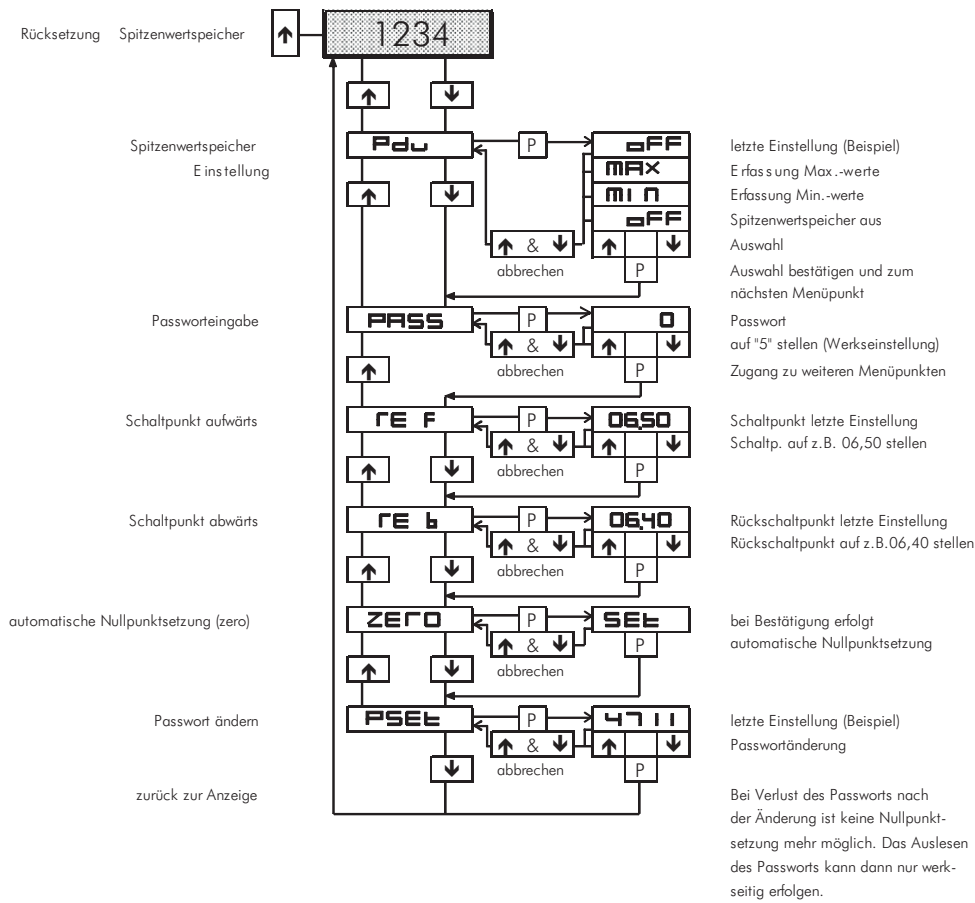 Rücksetzung Spitzenwertspeicher ↑ 1234
↑ ↓
Spitzenwertspeicher Pdv P oFF letzte Einstellung (Beispiel)
Einstellung MAX Erfassung Max.-werte
↑ ↓ MIN Erfassung Min.-werte
oFF Spitzenwertspeicher aus
↑ & ↓ ↑ ↓ Auswahl
abbrechen P Auswahl bestätigen und zum
nächsten Menüpunkt
Passworteingabe PASS P 0 Passwort
↑ & ↓ ↑ ↓ auf "5" stellen (Werkseinstellung)
↑ abbrechen P Zugang zu weiteren Menüpunkten
Schaltpunkt aufwärts rE F P 06,50 Schaltpunkt letzte Einstellung
↑ & ↓ ↑ ↓ Schaltp. auf z.B. 06,50 stellen
↑ ↓ abbrechen P
Schaltpunkt abwärts rE b P 06,40 Rückschaltpunkt letzte Einstellung
↑ & ↓ ↑ ↓ Rückschaltpunkt auf z.B.06,40 stellen
↑ ↓ abbrechen P
automatische Nullpunktsetzung (zero) ZErO P SEt bei Bestätigung erfolgt
↑ & ↓ P automatische Nullpunktsetzung
↑ ↓ abbrechen
Passwort ändern PSEt P 4711 letzte Einstellung (Beispiel)
↑ & ↓ ↑ ↓ Passwortänderung
↓ abbrechen P
zurück zur Anzeige Bei Verlust des Passworts nach
der Änderung ist keine Nullpunkt-
setzung mehr möglich. Das Auslesen
des Passworts kann dann nur werk-
seitig erfolgen.